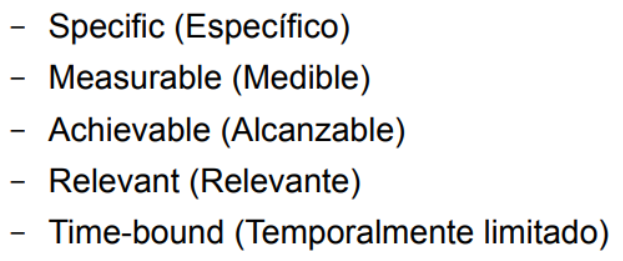 – Specific (Específico)
– Measurable (Medible)
– Achievable (Alcanzable)
– Relevant (Relevante)
– Time-bound (Temporalmente limitado)